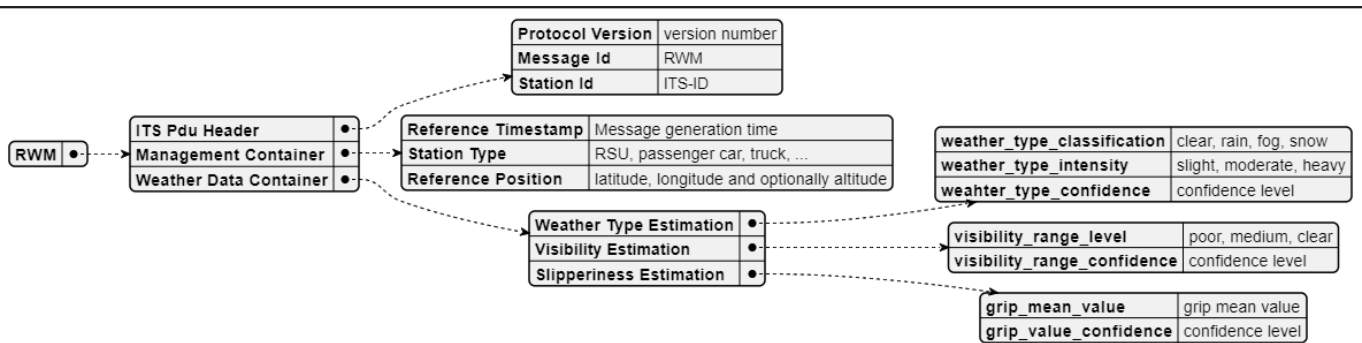 RWM
ITS Pdu Header
Management Container
Weather Data Container
Protocol Version version number
Message Id RWM
Station Id ITS-ID
Reference Timestamp Message generation time
Station Type RSU, passenger car, truck, ...
Reference Position latitude, longitude and optionally altitude
Weather Type Estimation
Visibility Estimation
Slipperiness Estimation
weather_type_classification clear, rain, fog, snow
weather_type_intensity slight, moderate, heavy
weahter_type_confidence confidence level
visibility_range_level poor, medium, clear
visibility_range_confidence confidence level
grip_mean_value grip mean value
grip_value_confidence confidence level